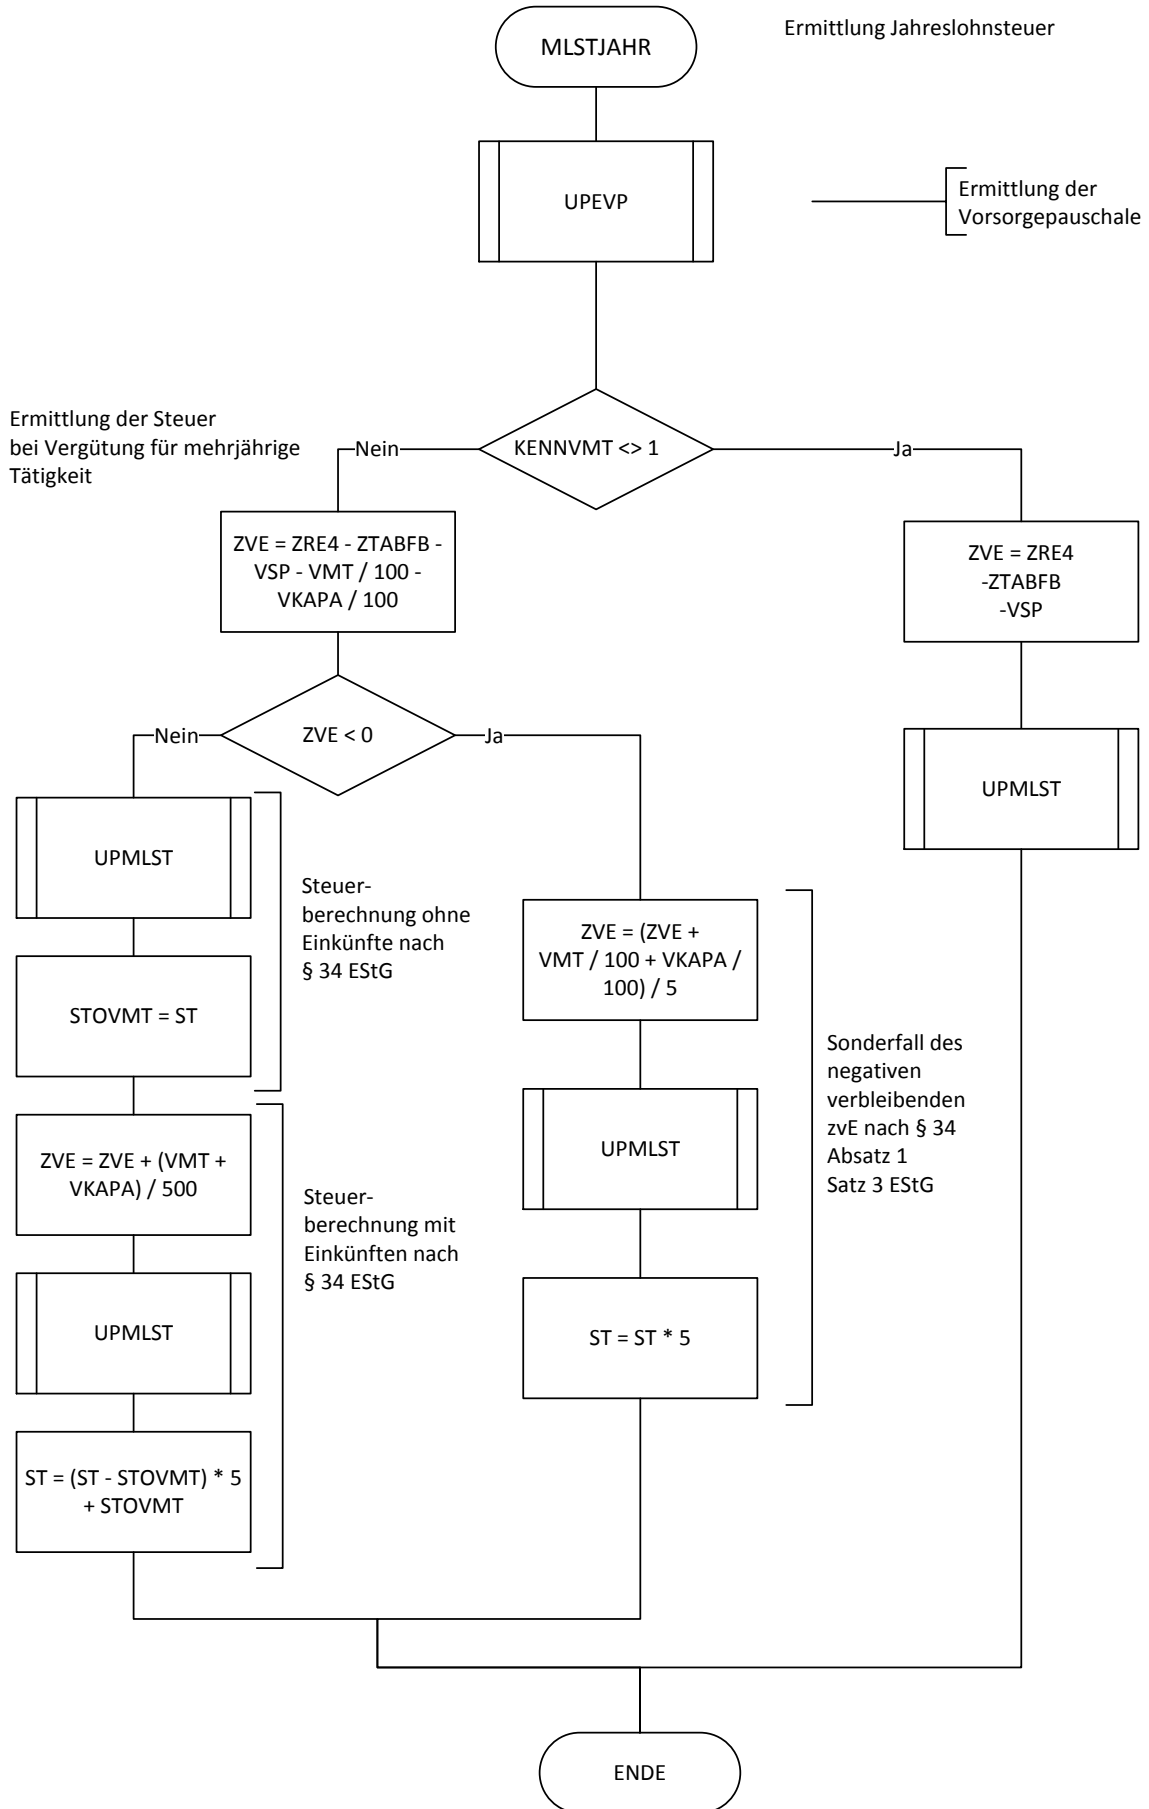 MLSTJAHR
Ermittlung Jahreslohnsteuer
UPEVP
Ermittlung der
Vorsorgepauschale
Ermittlung der Steuer
bei Vergütung für mehrjährige
Tätigkeit
Nein
KENNVMT <> 1
Ja
ZVE = ZRE4 - ZTABFB -
VSP - VMT / 100 -
VKAPA / 100
ZVE = ZRE4
-ZTABFB
-VSP
Nein
ZVE < 0
Ja
UPMLST
UPMLST
Steuer-
berechnung ohne
Einkünfte nach
§ 34 EStG
STOVMT = ST
ZVE = (ZVE +
VMT / 100 + VKAPA /
100) / 5
UPMLST
Sonderfall des
negativen
verbleibenden
zvE nach § 34
Absatz 1
Satz 3 EStG
ZVE = ZVE + (VMT +
VKAPA) / 500
Steuer-
berechnung mit
Einkünften nach
§ 34 EStG
UPMLST
ST = ST * 5
ST = (ST - STOVMT) * 5
+ STOVMT
ENDE